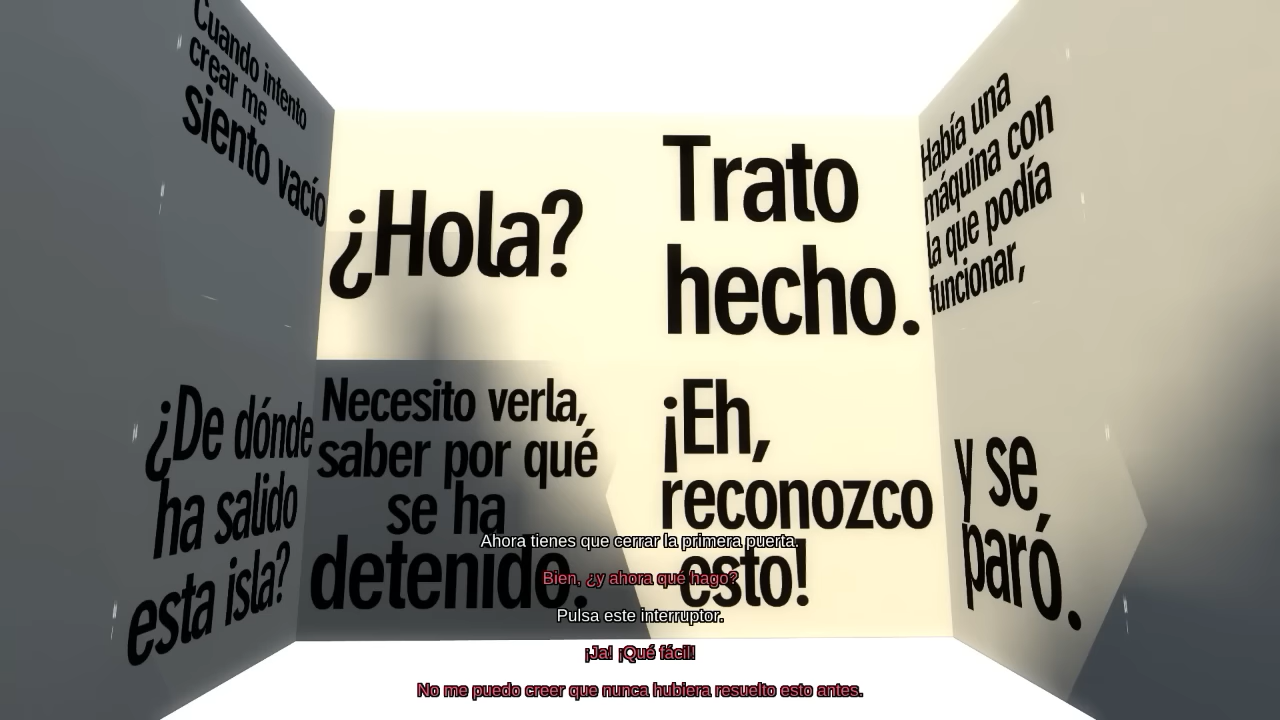 Cuando intento
crear me
siento vacío
¿De dónde
ha salido
esta isla?
¿Hola?
Necesito verla,
saber por qué
se ha
detenido.
Trato
hecho.
¡Eh,
reconozco
esto!
Había una
máquina con
la que podía
funcionar,
y se
paró.
Ahora tienes que cerrar la primera puerta.
Bien, ¿y ahora qué hago?
Pulsa este interruptor.
¡Ja! ¡Qué fácil!
No me puedo creer que nunca hubiera resuelto esto antes.